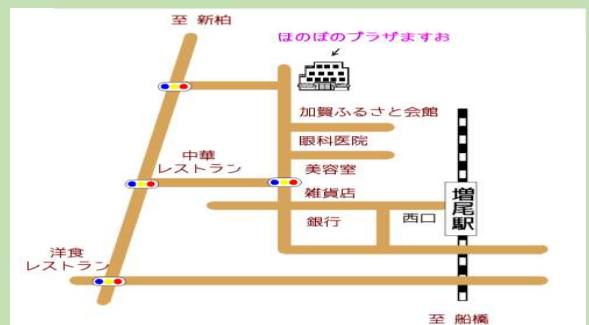 至 新柏
ほのぼのプラザますお
加賀ふるさと会館
眼科医院
中華
レストラン
美容室
雑貨店
銀行
西口
増尾駅
洋食
レストラン
至 船橋